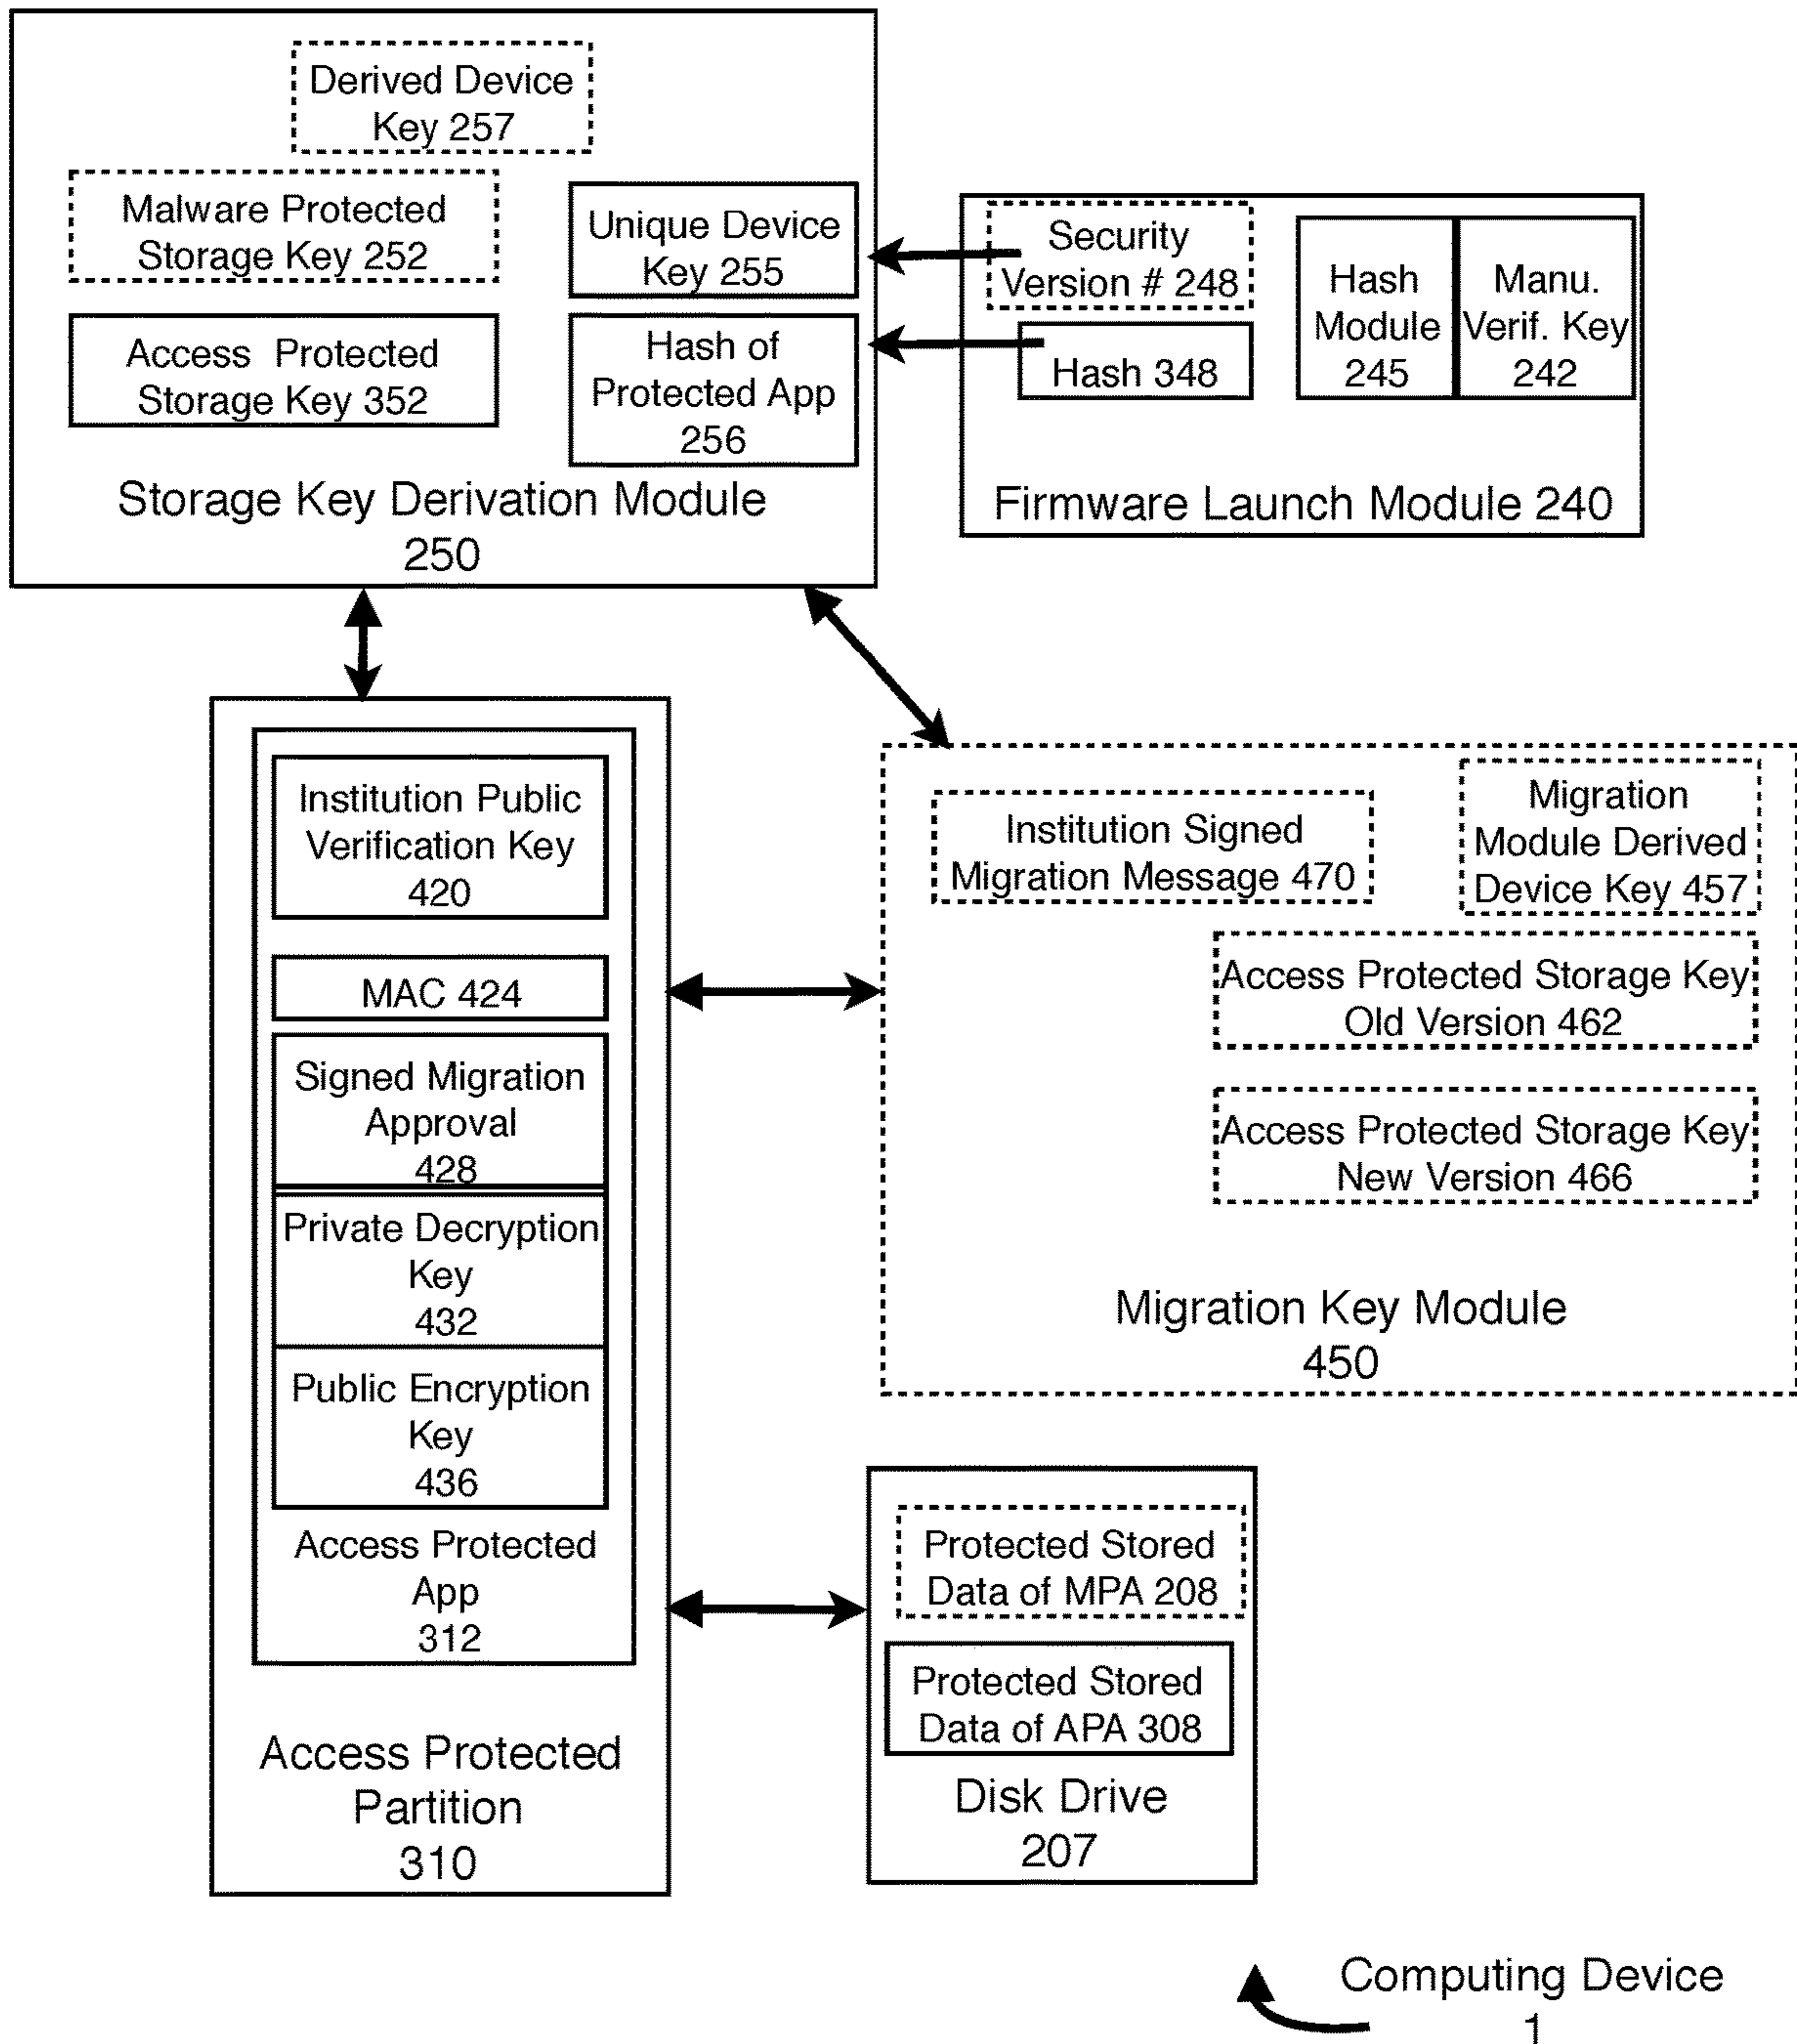 Derived Device
Key 257
Malware Protected
Storage Key 252
Unique Device
Key 255
Access Protected
Storage Key 352
Hash of
Protected App
256
Storage Key Derivation Module
250
Security
Version # 248
Hash 348
Hash
Module
245
Manu.
Verif. Key
242
Firmware Launch Module 240
Institution Public
Verification Key
420
MAC 424
Signed Migration
Approval
428
Private Decryption
Key
432
Public Encryption
Key
436
Access Protected
App
312
Access Protected
Partition
310
Institution Signed
Migration Message 470
Migration
Module Derived
Device Key 457
Access Protected Storage Key
Old Version 462
Access Protected Storage Key
New Version 466
Migration Key Module
450
Protected Stored
Data of MPA 208
Protected Stored
Data of APA 308
Disk Drive
207
Computing Device
1